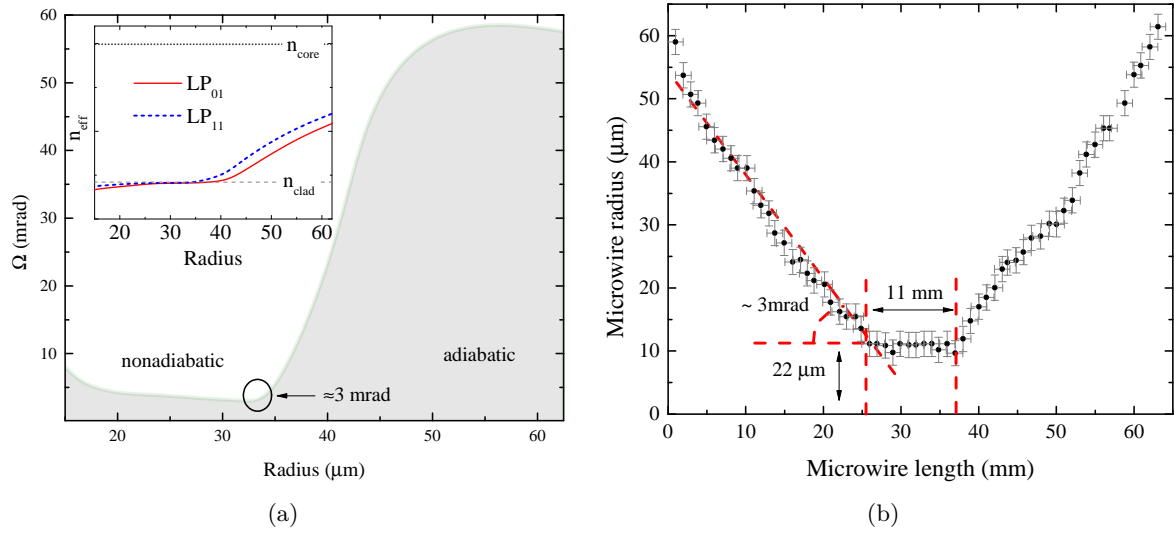 60
50
40
30
20
10
Ω (mrad)
20
30
40
50
60
Radius (μm)
n_core
LP_01
LP_11
n_eff
n_clad
20
30
40
50
60
Radius
nonadiabatic
adiabatic
≈3 mrad
(a)
70
60
50
40
30
20
10
0
Microwire radius (μm)
0
10
20
30
40
50
60
Microwire length (mm)
~ 3mrad
11 mm
22 μm
(b)